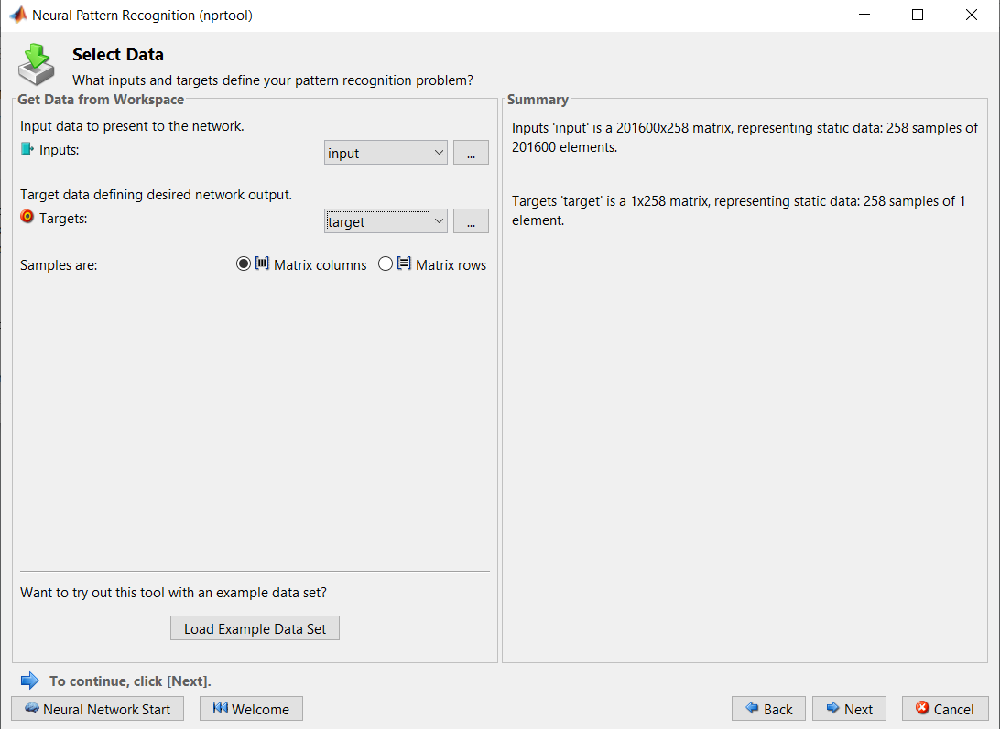 Neural Pattern Recognition (nprtool)
Select Data
What inputs and targets define your pattern recognition problem?
Get Data from Workspace
Input data to present to the network.
Inputs:
input
...
Target data defining desired network output.
Targets:
target
...
Samples are:
Matrix columns
Matrix rows
Want to try out this tool with an example data set?
Load Example Data Set
Summary
Inputs 'input' is a 201600x258 matrix, representing static data: 258 samples of
201600 elements.
Targets 'target' is a 1x258 matrix, representing static data: 258 samples of 1
element.
To continue, click [Next].
Neural Network Start
Welcome
Back
Next
Cancel